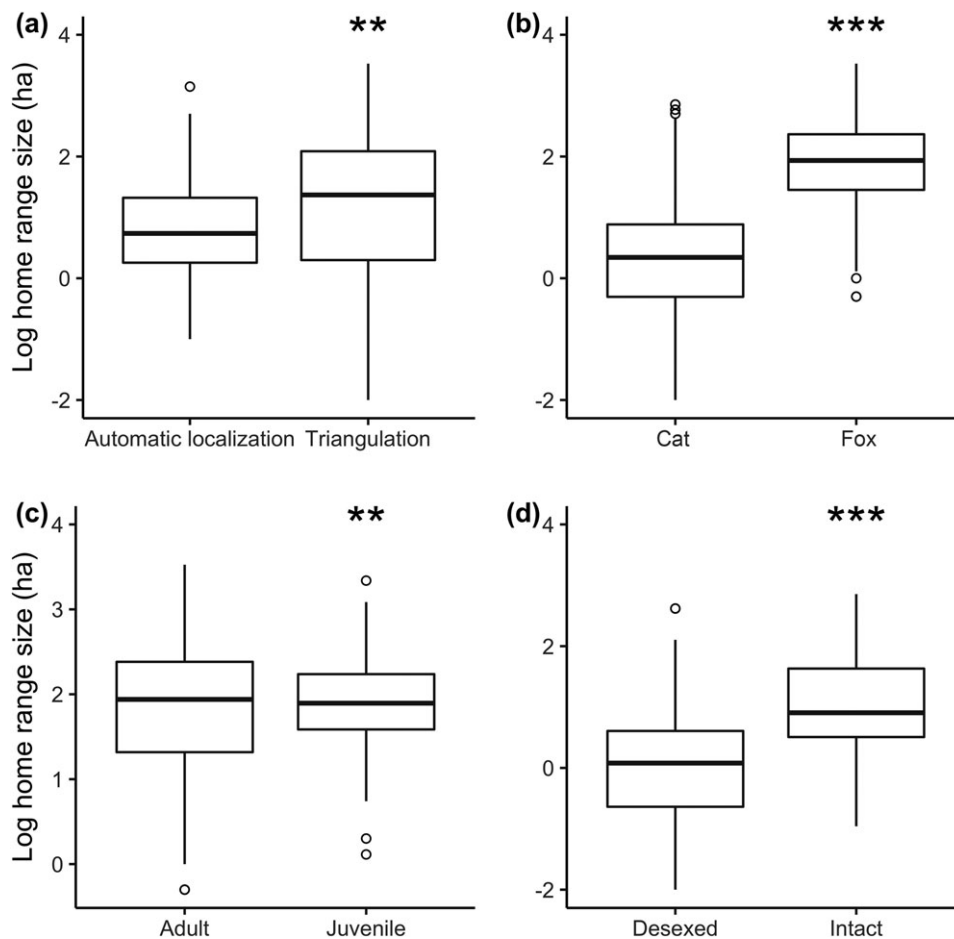 (a)
**
Log home range size (ha)
4
2
0
-2
Automatic localization
Triangulation
(b)
***
4
2
0
-2
Cat
Fox
(c)
**
Log home range size (ha)
4
3
2
1
0
Adult
Juvenile
(d)
***
4
2
0
-2
Desexed
Intact